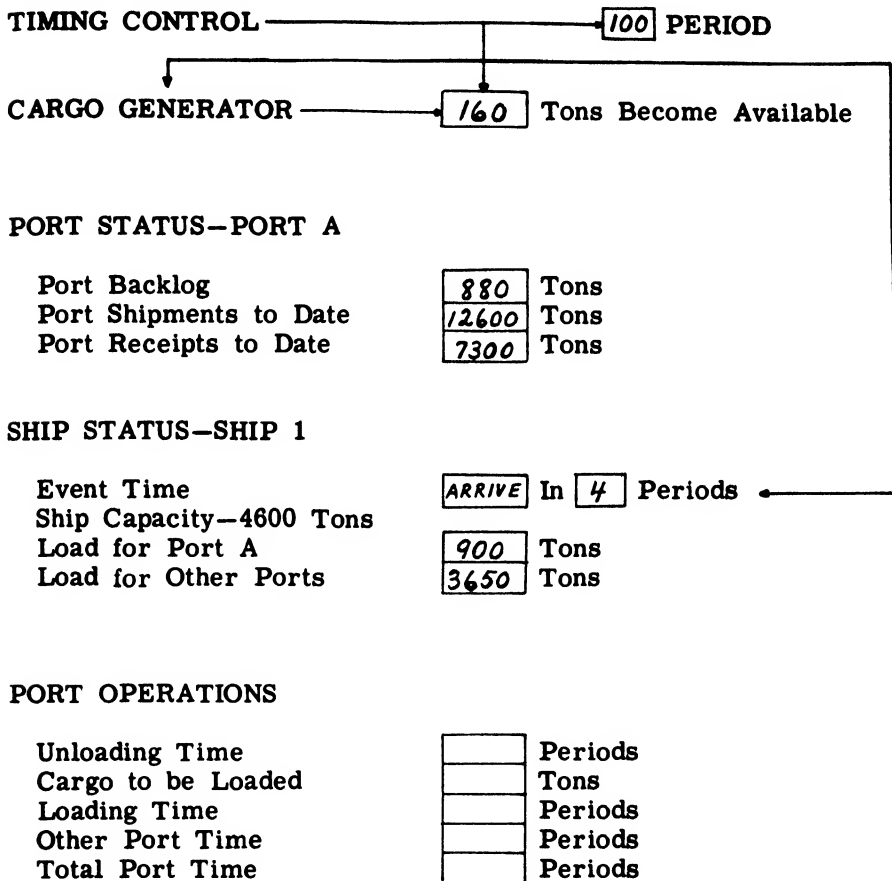 TIMING CONTROL 100 PERIOD
CARGO GENERATOR 160 Tons Become Available
PORT STATUS—PORT A
Port Backlog 880 Tons
Port Shipments to Date 12600 Tons
Port Receipts to Date 7300 Tons
SHIP STATUS—SHIP 1
Event Time ARRIVE In 4 Periods
Ship Capacity—4600 Tons
Load for Port A 900 Tons
Load for Other Ports 3650 Tons
PORT OPERATIONS
Unloading Time Periods
Cargo to be Loaded Tons
Loading Time Periods
Other Port Time Periods
Total Port Time Periods